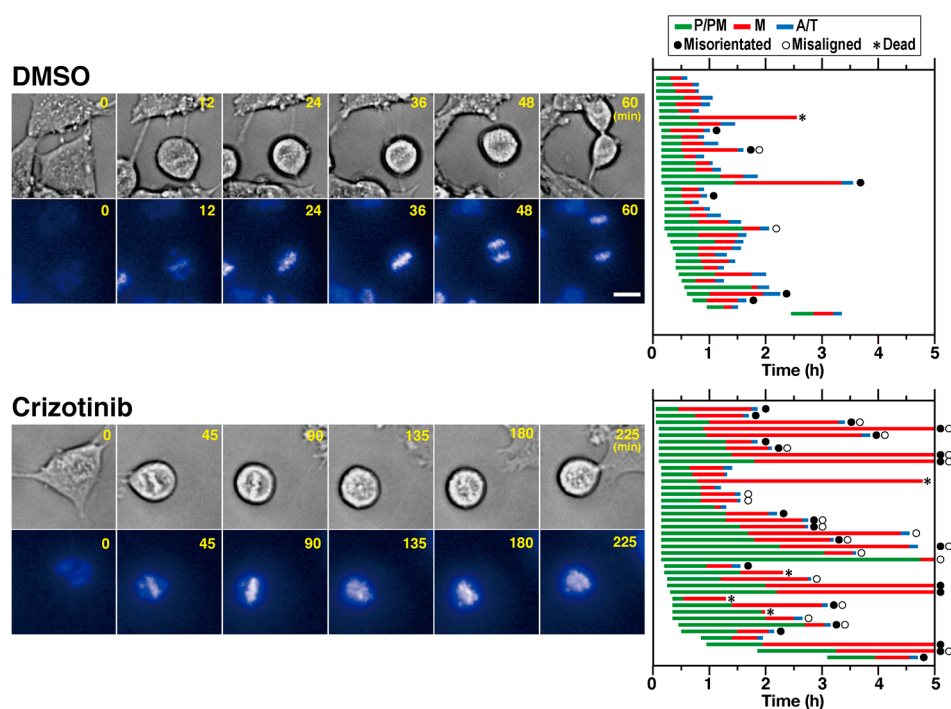 P/PM M A/T
● Misorientated ○ Misaligned * Dead
DMSO
0 12 24 36 48 60
(min)
0 12 24 36 48 60
0 1 2 3 4 5
Time (h)
Crizotinib
0 45 90 135 180 225
(min)
0 45 90 135 180 225
0 1 2 3 4 5
Time (h)